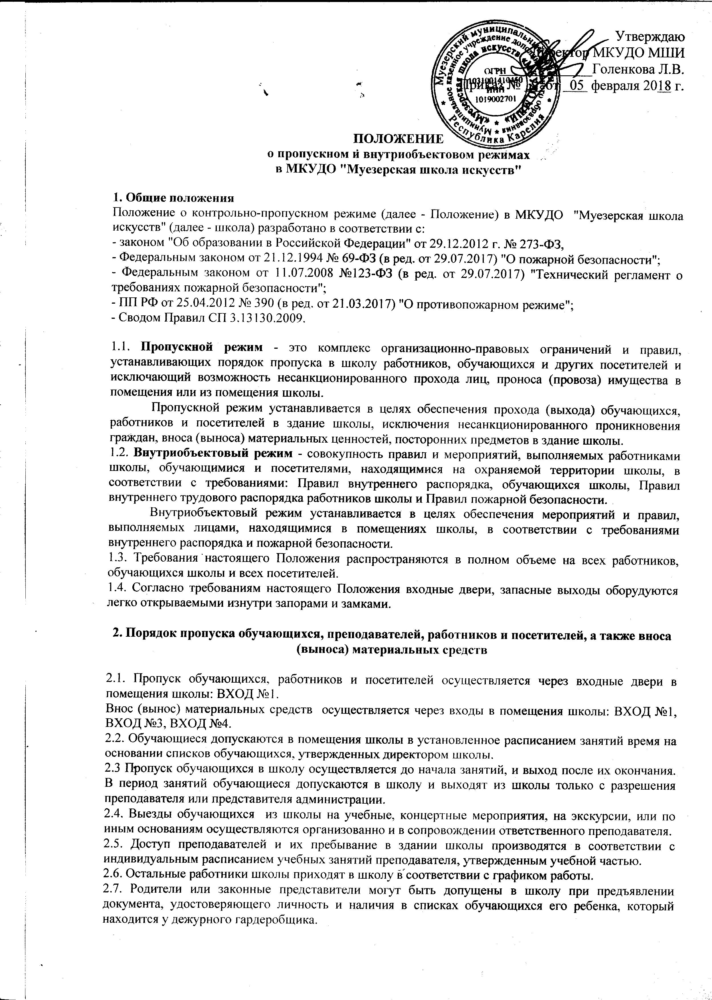 Утверждаю
Директор МКУДО МШИ
Голенкова Л.В.
Приказ № от 05 февраля 2018 г.
Муезерский муниципальный
Республика Карелия
Муниципальное казенное учреждение дополнительного образования
«Муезерская школа искусств»
ОГРН
1031001410460
ИНН
1019002701
ПОЛОЖЕНИЕ
о пропускном и внутриобъектовом режимах
в МКУДО "Муезерская школа искусств"
1. Общие положения
Положение о контрольно-пропускном режиме (далее - Положение) в МКУДО "Муезерская школа
искусств" (далее - школа) разработано в соответствии с:
- законом "Об образовании в Российской Федерации" от 29.12.2012 г. № 273-ФЗ,
- Федеральным законом от 21.12.1994 № 69-ФЗ (в ред. от 29.07.2017) "О пожарной безопасности";
- Федеральным законом от 11.07.2008 №123-ФЗ (в ред. от 29.07.2017) "Технический регламент о
требованиях пожарной безопасности";
- ПП РФ от 25.04.2012 № 390 (в ред. от 21.03.2017) "О противопожарном режиме";
- Сводом Правил СП 3.13130.2009.
1.1. Пропускной режим - это комплекс организационно-правовых ограничений и правил,
устанавливающих порядок пропуска в школу работников, обучающихся и других посетителей и
исключающий возможность несанкционированного прохода лиц, проноса (провоза) имущества в
помещения или из помещения школы.
Пропускной режим устанавливается в целях обеспечения прохода (выхода) обучающихся,
работников и посетителей в здание школы, исключения несанкционированного проникновения
граждан, вноса (выноса) материальных ценностей, посторонних предметов в здание школы.
1.2. Внутриобъектовый режим - совокупность правил и мероприятий, выполняемых работниками
школы, обучающимися и посетителями, находящимися на охраняемой территории школы, в
соответствии с требованиями: Правил внутреннего распорядка, обучающихся школы, Правил
внутреннего трудового распорядка работников школы и Правил пожарной безопасности.
Внутриобъектовый режим устанавливается в целях обеспечения мероприятий и правил,
выполняемых лицами, находящимися в помещениях школы, в соответствии с требованиями
внутреннего распорядка и пожарной безопасности.
1.3. Требования настоящего Положения распространяются в полном объеме на всех работников,
обучающихся школы и всех посетителей.
1.4. Согласно требованиям настоящего Положения входные двери, запасные выходы оборудуются
легко открываемыми изнутри запорами и замками.
2. Порядок пропуска обучающихся, преподавателей, работников и посетителей, а также вноса
(выноса) материальных средств
2.1. Пропуск обучающихся, работников и посетителей осуществляется через входные двери в
помещения школы: ВХОД №1.
Внос (вынос) материальных средств осуществляется через входы в помещения школы: ВХОД №1,
ВХОД №3, ВХОД №4.
2.2. Обучающиеся допускаются в помещения школы в установленное расписанием занятий время на
основании списков обучающихся, утвержденных директором школы.
2.3 Пропуск обучающихся в школу осуществляется до начала занятий, и выход после их окончания.
В период занятий обучающиеся допускаются в школу и выходят из школы только с разрешения
преподавателя или представителя администрации.
2.4. Выезды обучающихся из школы на учебные, концертные мероприятия, на экскурсии, или по
иным основаниям осуществляются организованно и в сопровождении ответственного преподавателя.
2.5. Доступ преподавателей и их пребывание в здании школы производятся в соответствии с
индивидуальным расписанием учебных занятий преподавателя, утвержденным учебной частью.
2.6. Остальные работники школы приходят в школу в соответствии с графиком работы.
2.7. Родители или законные представители могут быть допущены в школу при предъявлении
документа, удостоверяющего личность и наличия в списках обучающихся его ребенка, который
находится у дежурного гардеробщика.